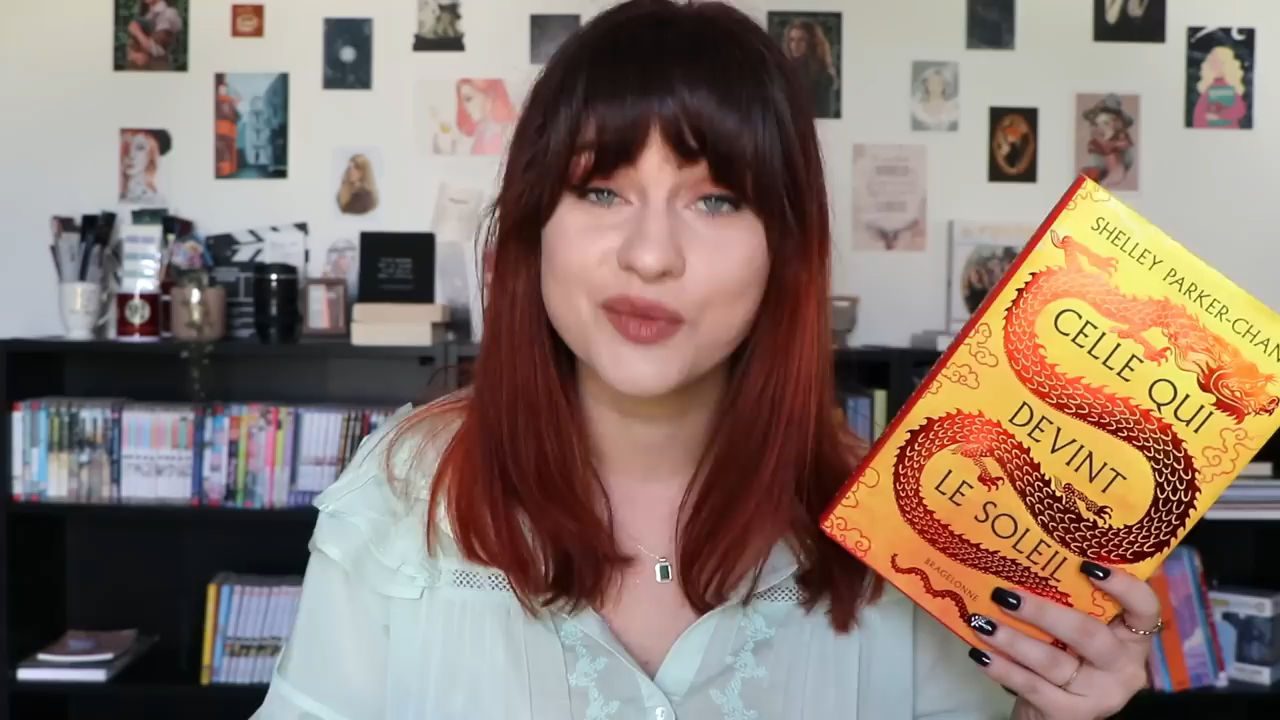 SHELLEY PARKER-CHAN
CELLE QUI
DEVINT
LE SOLEIL
BRAGELONNE